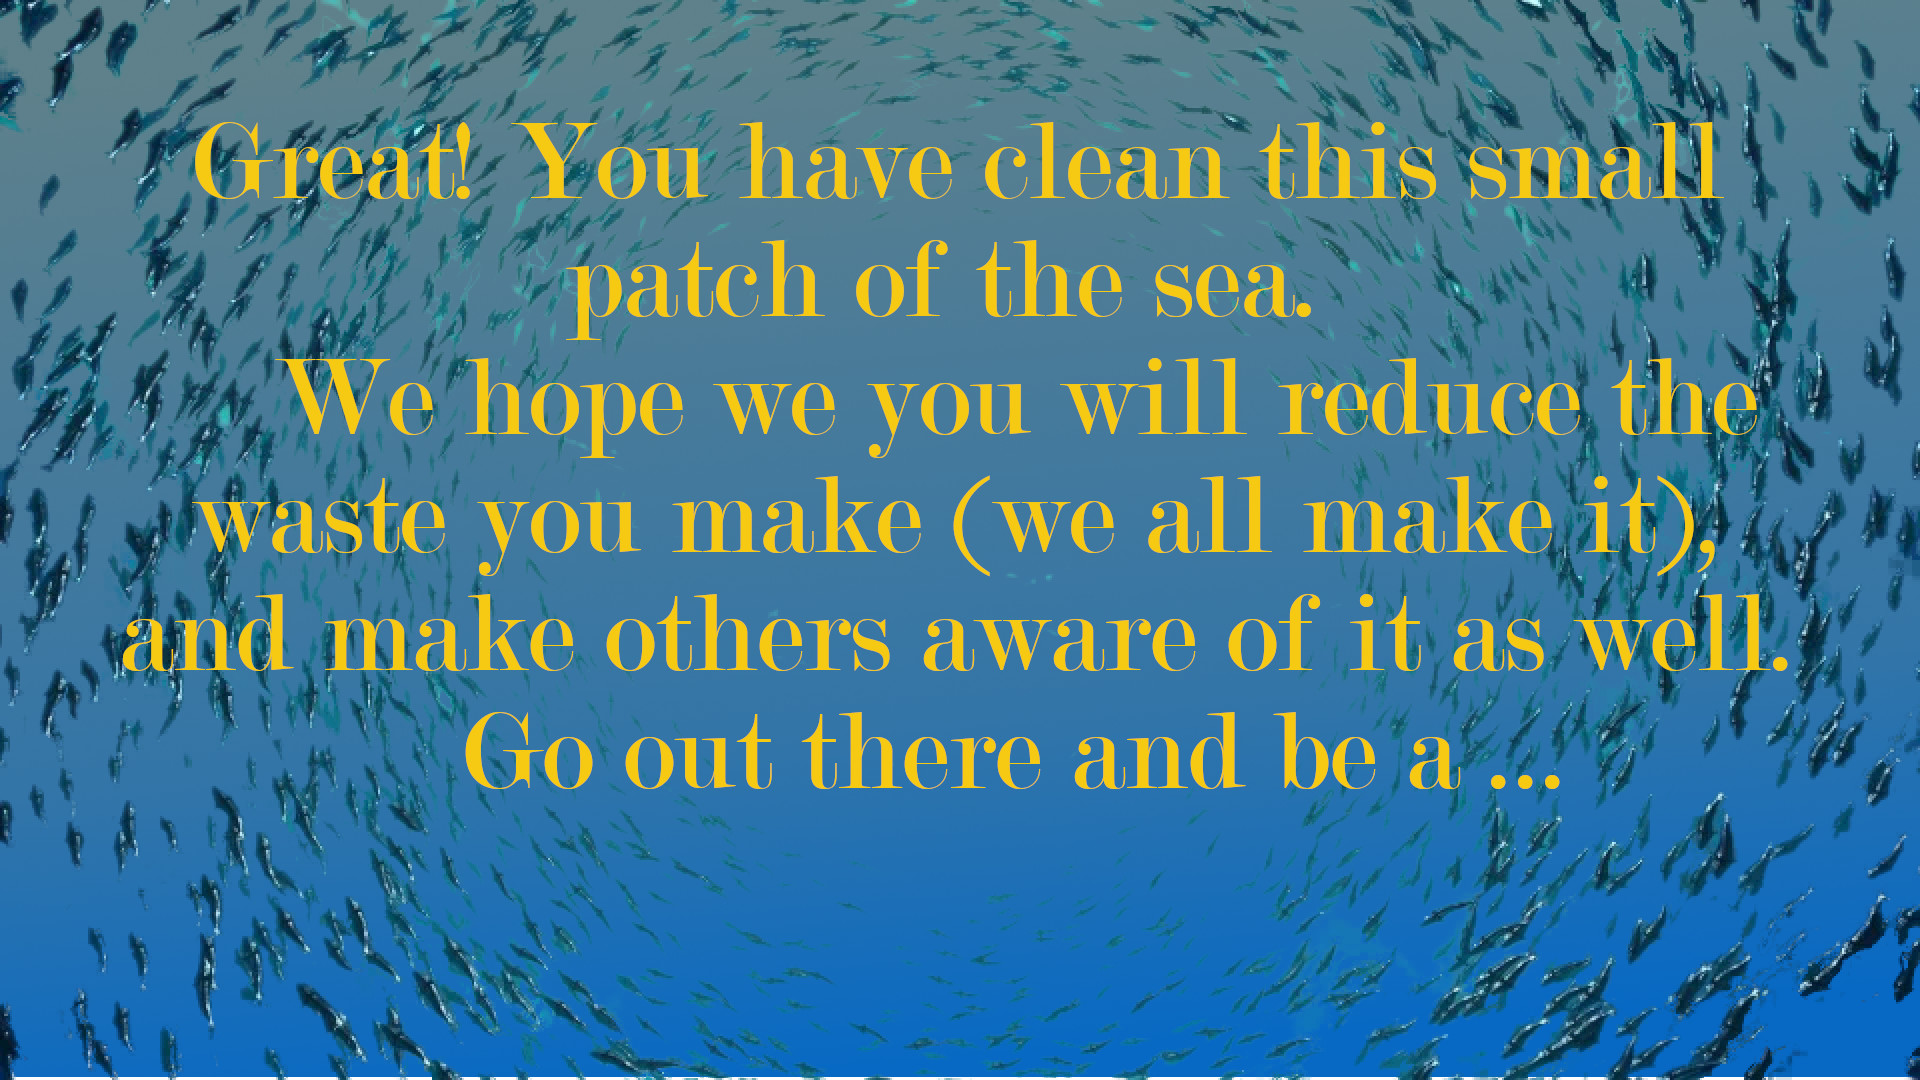 Great! You have clean this small
patch of the sea.
We hope we you will reduce the
waste you make (we all make it),
and make others aware of it as well.
Go out there and be a ...